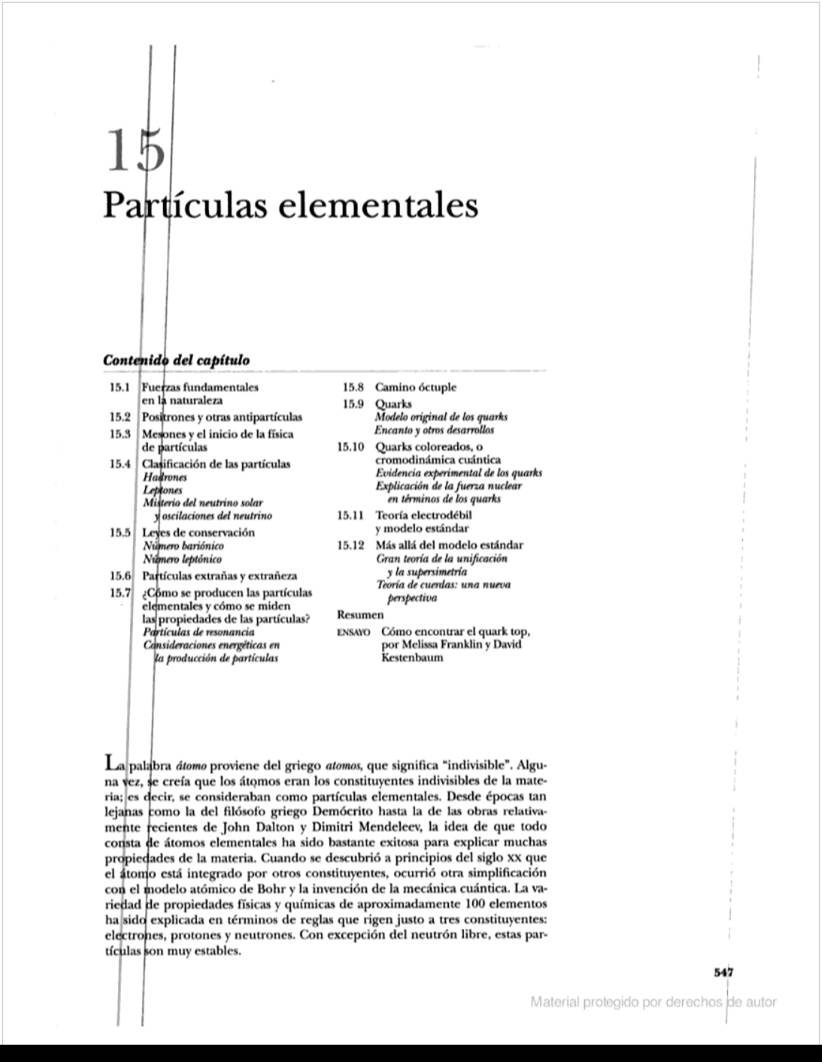 15
Partículas elementales
Contenido del capítulo
15.1 Fuerzas fundamentales
en la naturaleza
15.2 Positrones y otras antipartículas
15.3 Mesones y el inicio de la física
de partículas
15.4 Clasificación de las partículas
Hadrones
Leptones
Misterio del neutrino solar
y oscilaciones del neutrino
15.5 Leyes de conservación
Número bariónico
Número leptónico
15.6 Partículas extrañas y extrañeza
15.7 ¿Cómo se producen las partículas
elementales y cómo se miden
las propiedades de las partículas?
Partículas de resonancia
Consideraciones energéticas en
la producción de partículas
15.8 Camino óctuple
15.9 Quarks
Modelo original de los quarks
Encanto y otros desarrollos
15.10 Quarks coloreados, o
cromodinámica cuántica
Evidencia experimental de los quarks
Explicación de la fuerza nuclear
en términos de los quarks
15.11 Teoría electrodébil
y modelo estándar
15.12 Más allá del modelo estándar
Gran teoría de la unificación
y la supersimetría
Teoría de cuerdas: una nueva
perspectiva
Resumen
ENSAYO Cómo encontrar el quark top,
por Melissa Franklin y David
Kestenbaum
La palabra átomo proviene del griego atomos, que significa "indivisible". Algu-
na vez, se creía que los átomos eran los constituyentes indivisibles de la mate-
ria; es decir, se consideraban como partículas elementales. Desde épocas tan
lejanas como la del filósofo griego Demócrito hasta la de las obras relativa-
mente recientes de John Dalton y Dimitri Mendeleev, la idea de que todo
consta de átomos elementales ha sido bastante exitosa para explicar muchas
propiedades de la materia. Cuando se descubrió a principios del siglo XX que
el átomo está integrado por otros constituyentes, ocurrió otra simplificación
con el modelo atómico de Bohr y la invención de la mecánica cuántica. La va-
riedad de propiedades físicas y químicas de aproximadamente 100 elementos
ha sido explicada en términos de reglas que rigen justo a tres constituyentes:
electrones, protones y neutrones. Con excepción del neutrón libre, estas par-
tículas son muy estables.
547
Material protegido por derechos de autor